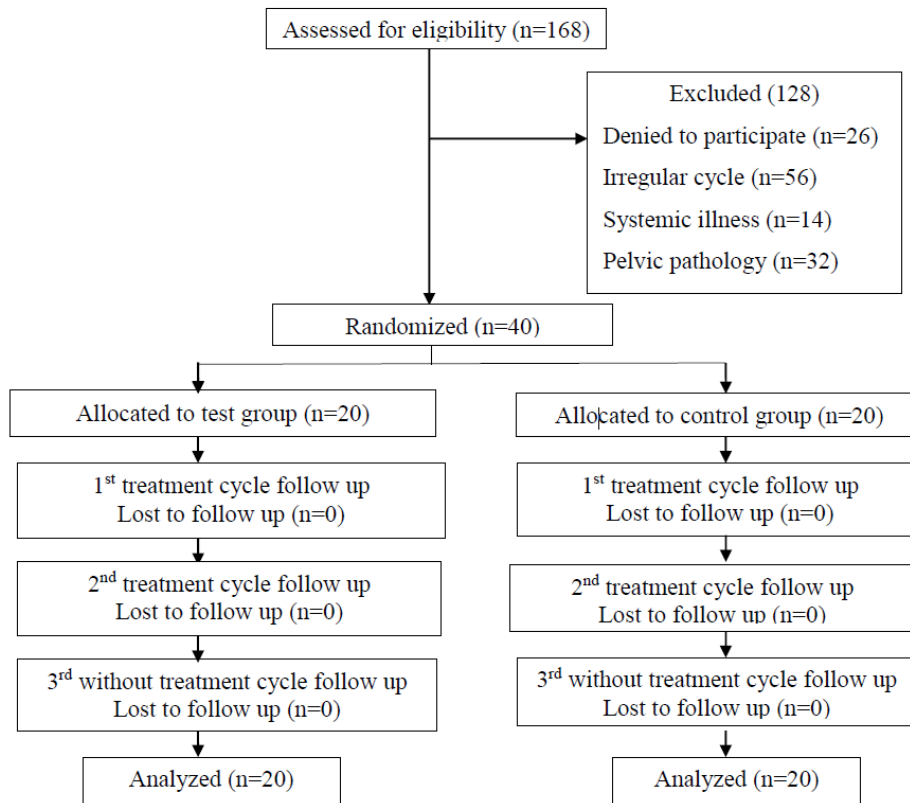 Assessed for eligibility (n=168)
Excluded (128)
Denied to participate (n=26)
Irregular cycle (n=56)
Systemic illness (n=14)
Pelvic pathology (n=32)
Randomized (n=40)
Allocated to test group (n=20)
1st treatment cycle follow up
Lost to follow up (n=0)
2nd treatment cycle follow up
Lost to follow up (n=0)
3rd without treatment cycle follow up
Lost to follow up (n=0)
Analyzed (n=20)
Allocated to control group (n=20)
1st treatment cycle follow up
Lost to follow up (n=0)
2nd treatment cycle follow up
Lost to follow up (n=0)
3rd without treatment cycle follow up
Lost to follow up (n=0)
Analyzed (n=20)